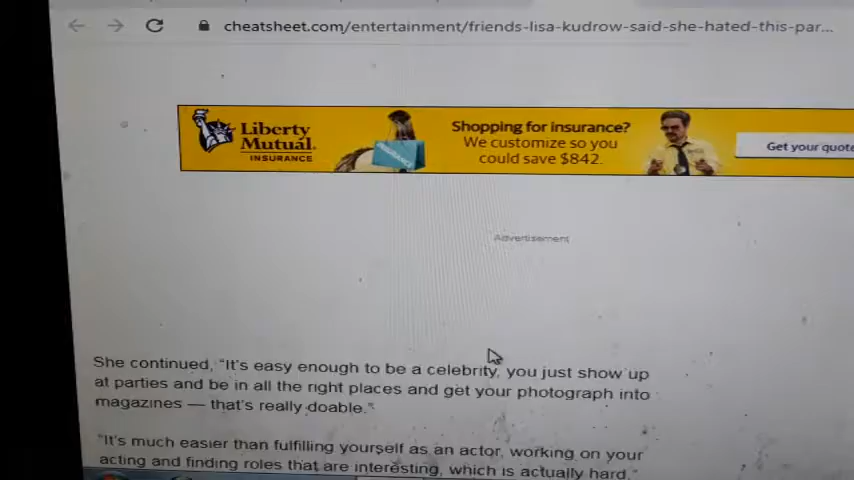 cheatsheet.com/entertainment/friends-lisa-kudrow-said-she-hated-this-par...
Liberty
Mutual.
INSURANCE
INSURANCE
Shopping for insurance?
We customize so you
could save $842.
Get your quote
Advertisement
She continued, “It's easy enough to be a celebrity, you just show up
at parties and be in all the right places and get your photograph into
magazines — that's really doable.”
“It's much easier than fulfilling yourself as an actor, working on your
acting and finding roles that are interesting, which is actually hard.”